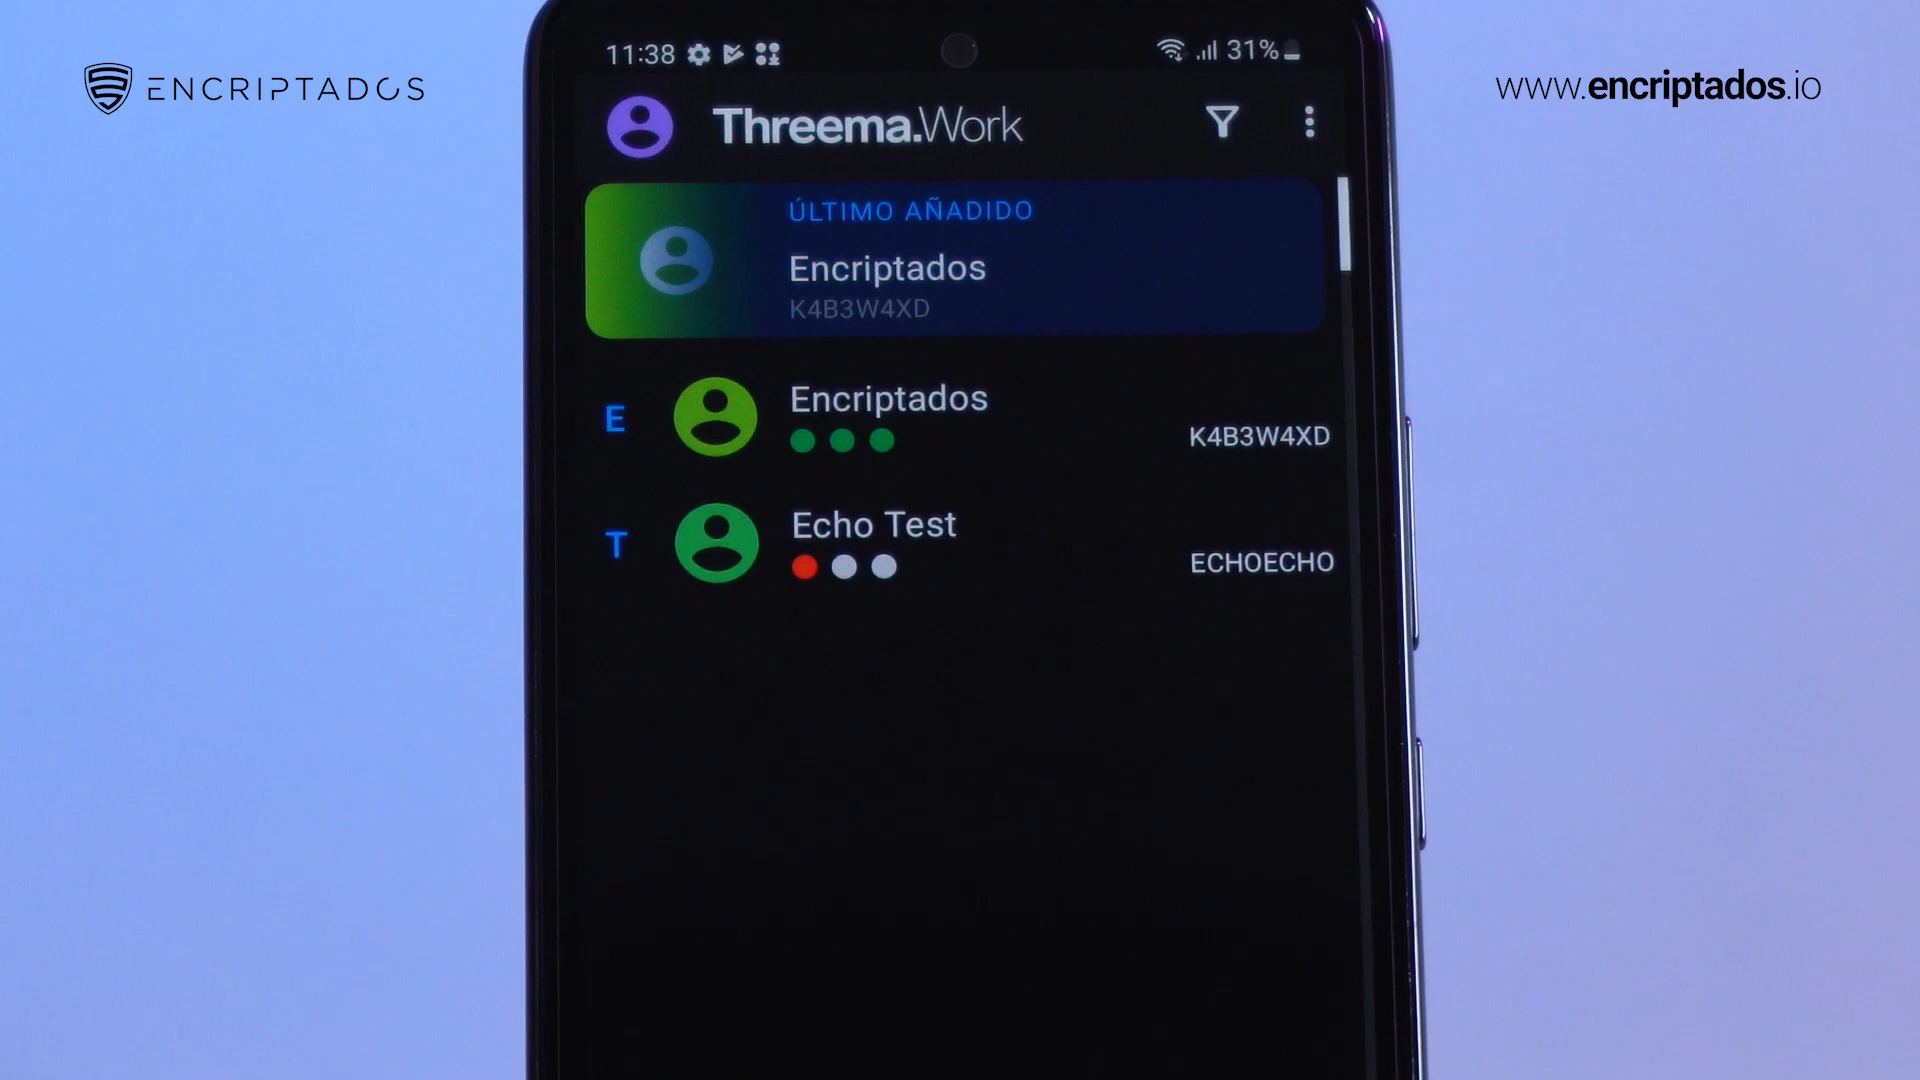 ENCRIPTADOS
www.encriptados.io
11:38
31%
Threema.Work
ÚLTIMO AÑADIDO
Encriptados
K4B3W4XD
E
Encriptados
K4B3W4XD
T
Echo Test
ECHOECHO